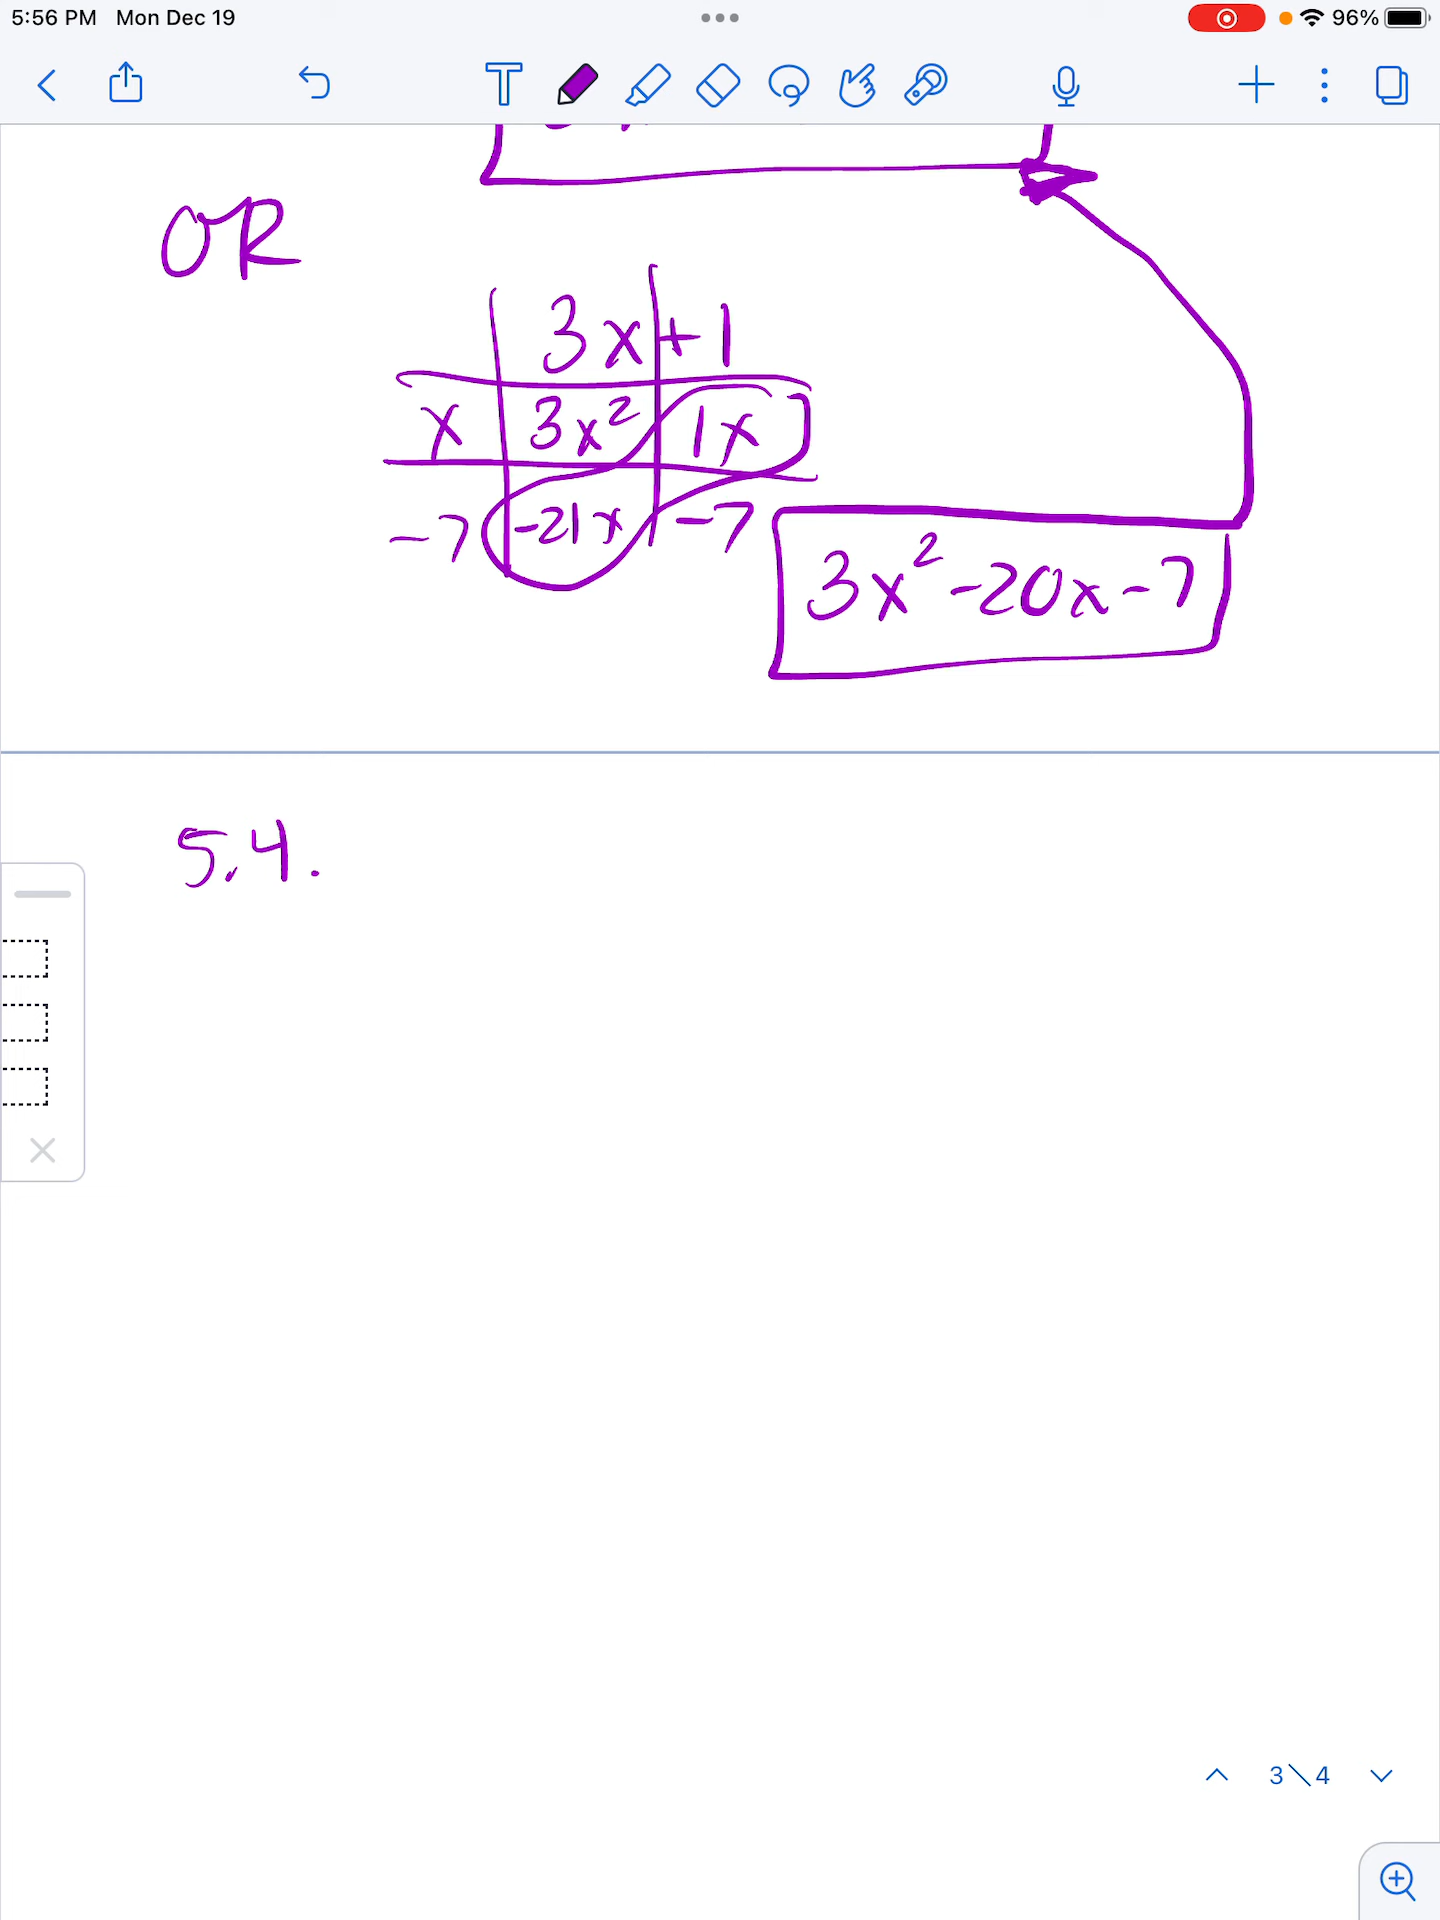 5:56 PM Mon Dec 19
96%
T
OR
3x + 1
x 3x² 1x
-7 -21x -7
3x² -20x -7
5.4.
3\4